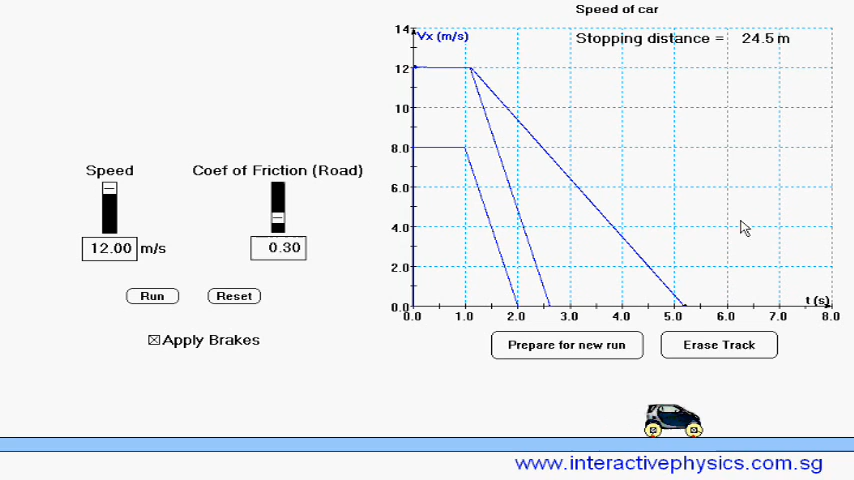 Speed of car
14
Vx (m/s)
Stopping distance = 24.5 m
12
10
8.0
6.0
4.0
2.0
0.0
0.0 1.0 2.0 3.0 4.0 5.0 6.0 7.0 8.0
t (s)
Speed
12.00 m/s
Coef of Friction (Road)
0.30
Run
Reset
Apply Brakes
Prepare for new run
Erase Track
www.interactivephysics.com.sg